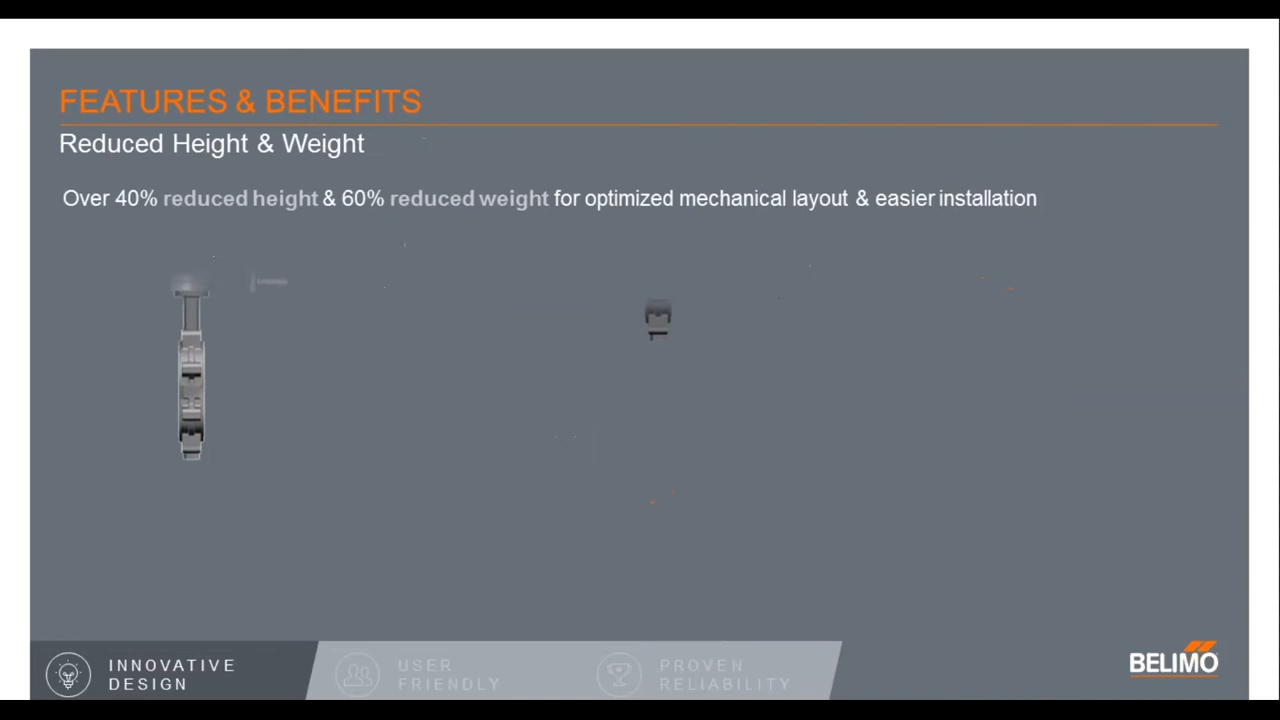 FEATURES & BENEFITS
Reduced Height & Weight
Over 40% reduced height & 60% reduced weight for optimized mechanical layout & easier installation
INNOVATIVE
DESIGN
USER
FRIENDLY
PROVEN
RELIABILITY
BELIMO